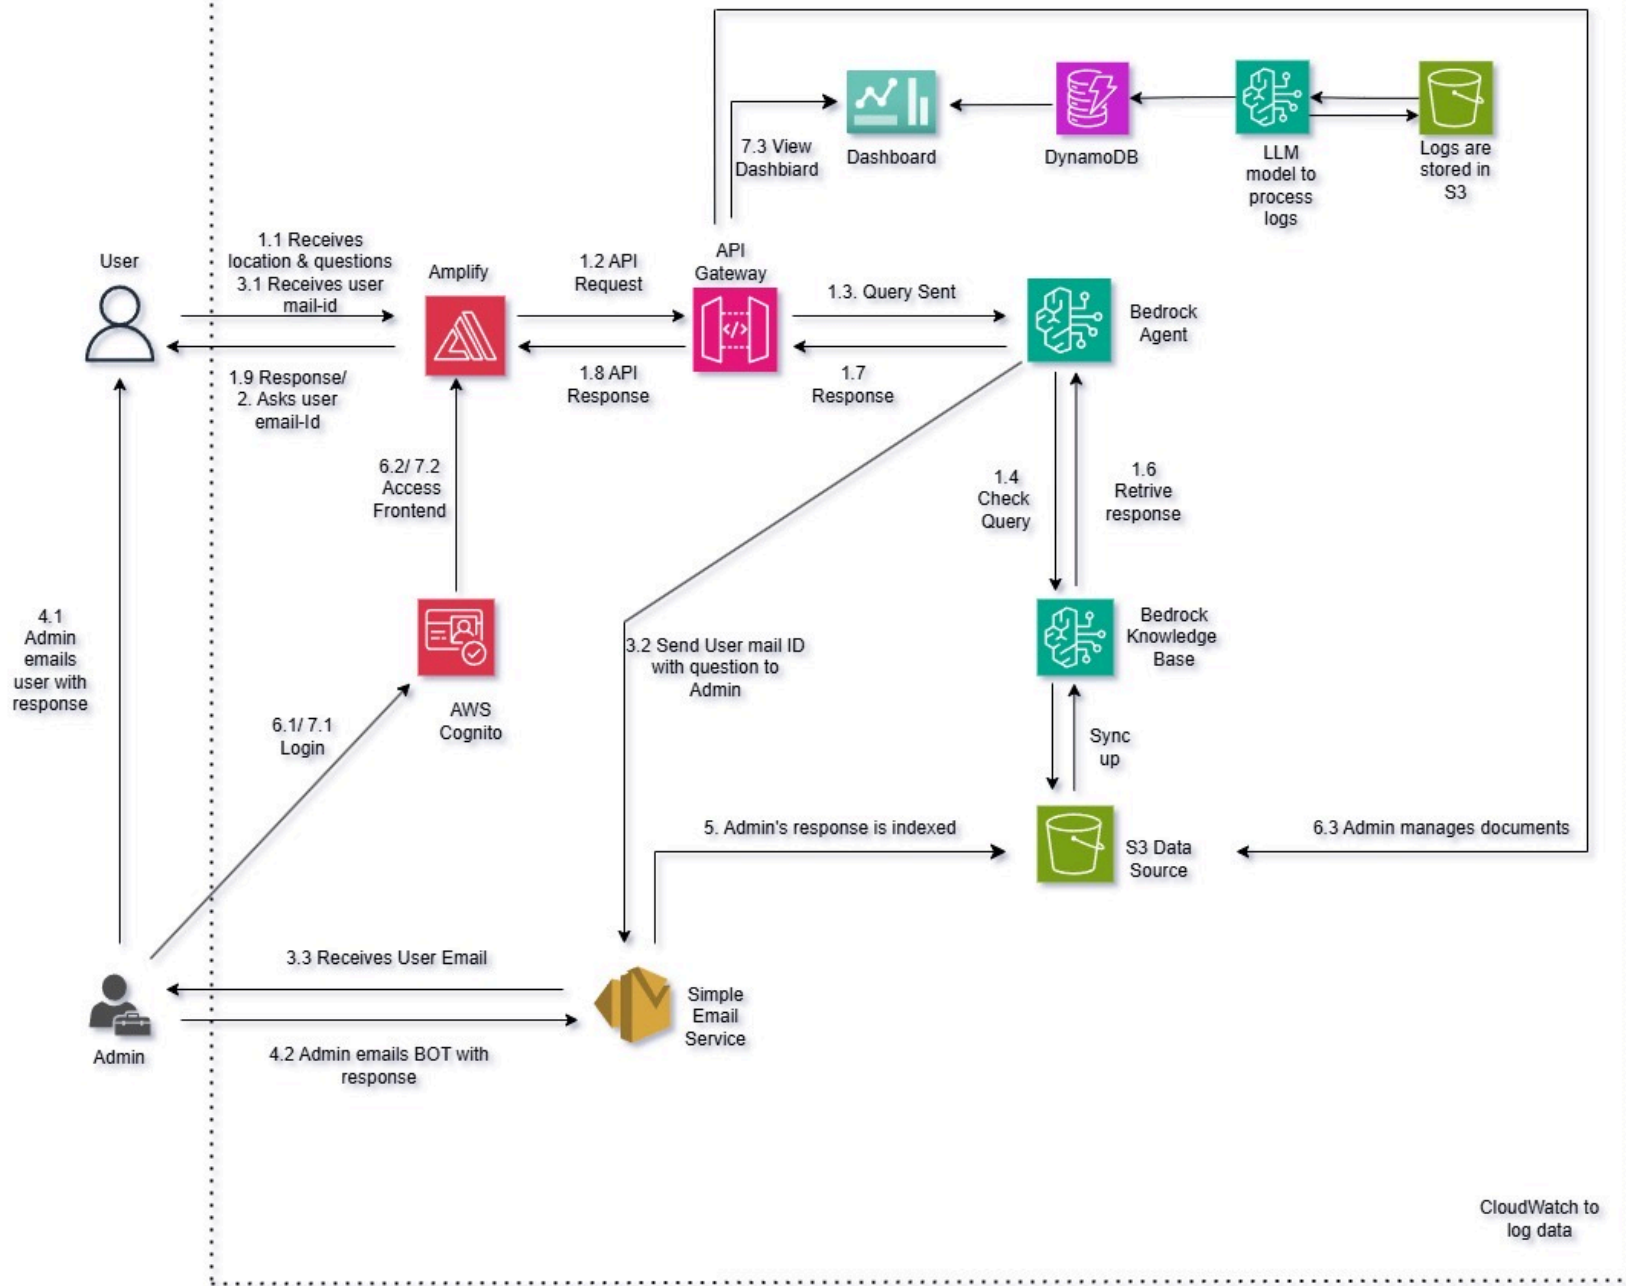 7.3 View
Dashbiard
Dashboard
DynamoDB
LLM
model to
process
logs
Logs are
stored in
S3
User
1.1 Receives
location & questions
3.1 Receives user
mail-id
Amplify
1.2 API
Request
API
Gateway
1.3. Query Sent
Bedrock
Agent
1.9 Response/
2. Asks user
email-Id
1.8 API
Response
1.7
Response
6.2/ 7.2
Access
Frontend
1.4
Check
Query
1.6
Retrive
response
4.1
Admin
emails
user with
response
Bedrock
Knowledge
Base
3.2 Send User mail ID
with question to
Admin
6.1/ 7.1
Login
AWS
Cognito
Sync
up
5. Admin's response is indexed
S3 Data
Source
6.3 Admin manages documents
3.3 Receives User Email
Simple
Email
Service
Admin
4.2 Admin emails BOT with
response
CloudWatch to
log data